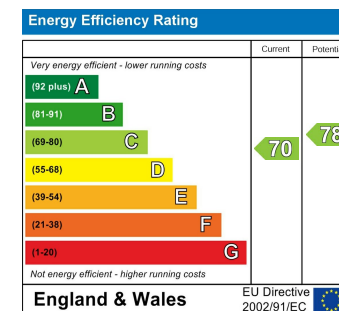 Energy Efficiency Rating
Current Potenti
Very energy efficient - lower running costs
(92 plus) A
(81-91) B
(69-80) C
70 78
(55-68) D
(39-54) E
(21-38) F
(1-20) G
Not energy efficient - higher running costs
England & Wales
EU Directive
2002/91/EC